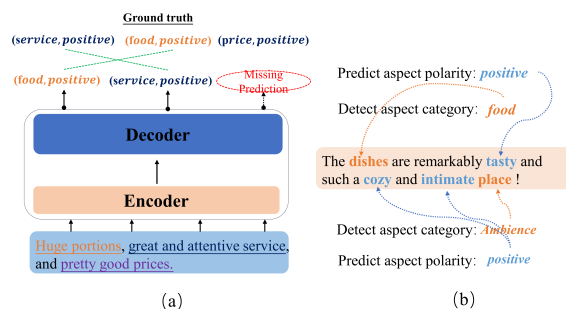 Ground truth
(service, positive) (food, positive) (price, positive)
(food, positive) (service, positive) Missing Prediction
Decoder
Encoder
Huge portions, great and attentive service,
and pretty good prices.
(a)
Predict aspect polarity: positive
Detect aspect category: food
The dishes are remarkably tasty and
such a cozy and intimate place !
Detect aspect category: Ambience
Predict aspect polarity: positive
(b)